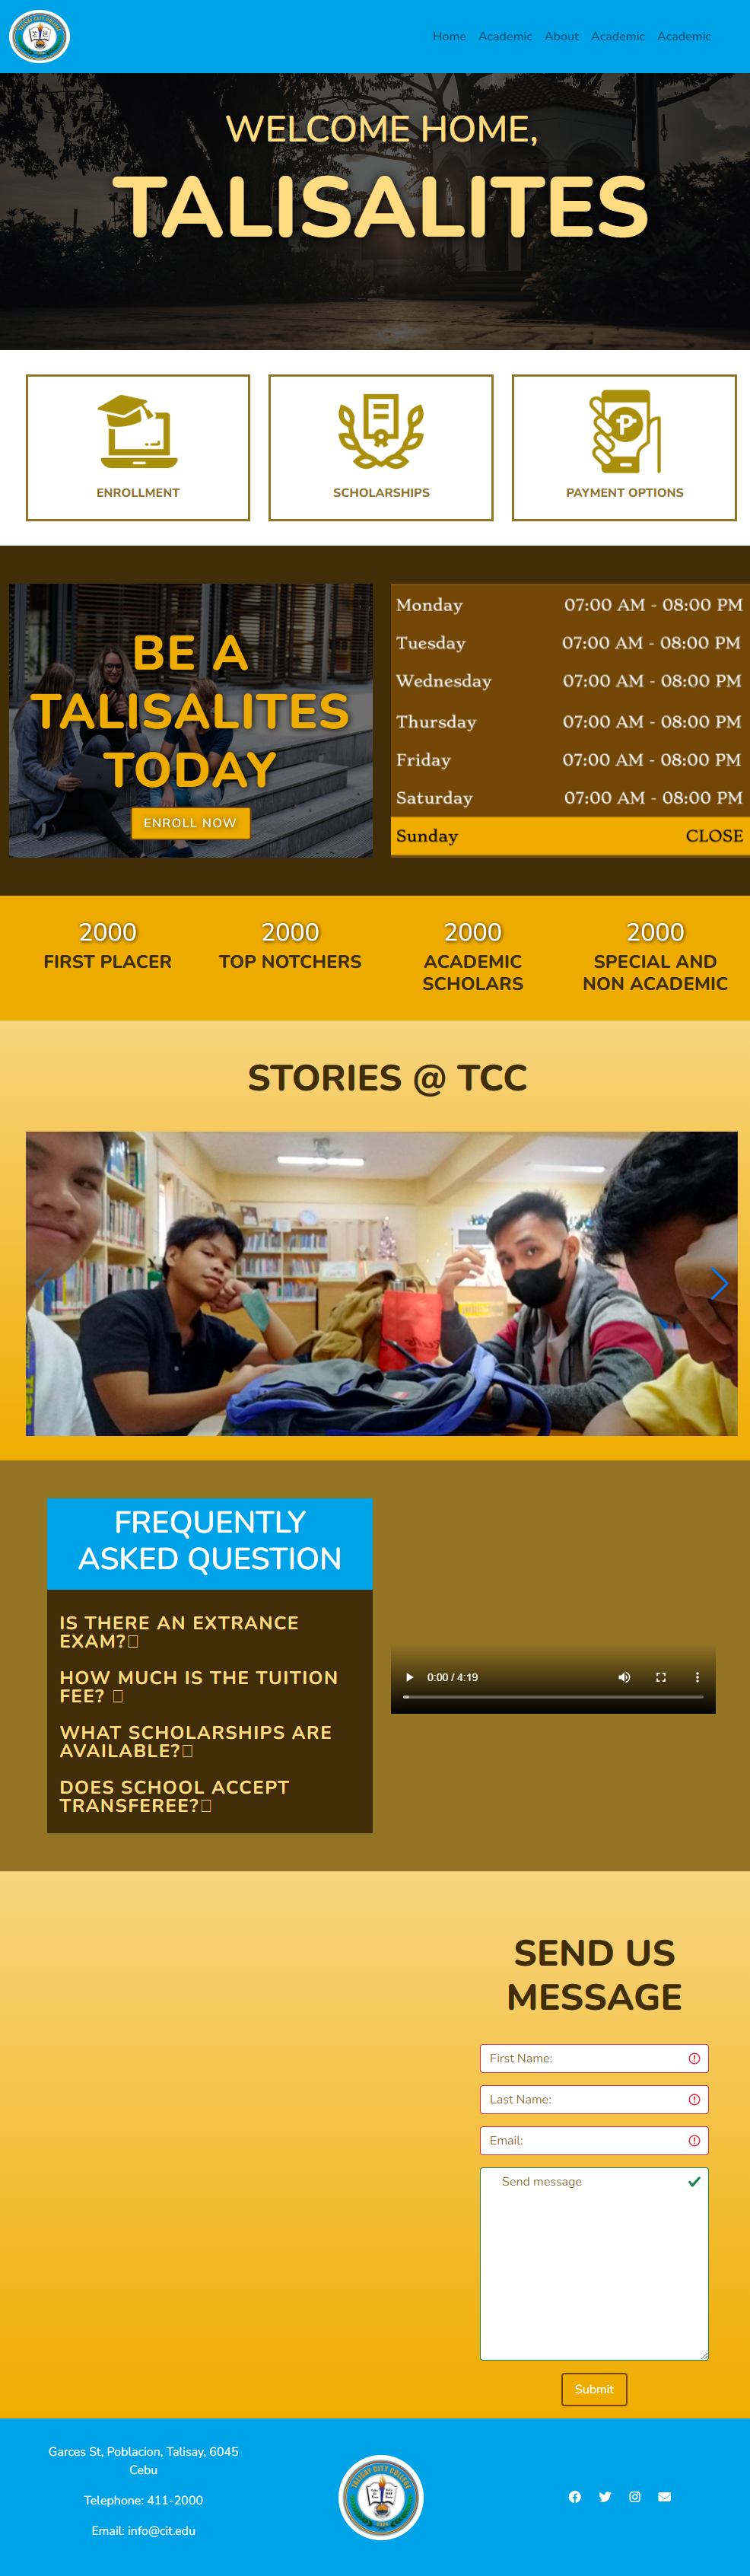 Home Academic About Academic Academic
WELCOME HOME,
TALISALITES
ENROLLMENT
SCHOLARSHIPS
PAYMENT OPTIONS
BE A
TALISALITES
TODAY
ENROLL NOW
Monday 07:00 AM - 08:00 PM
Tuesday 07:00 AM - 08:00 PM
Wednesday 07:00 AM - 08:00 PM
Thursday 07:00 AM - 08:00 PM
Friday 07:00 AM - 08:00 PM
Saturday 07:00 AM - 08:00 PM
Sunday CLOSE
2000
FIRST PLACER
2000
TOP NOTCHERS
2000
ACADEMIC
SCHOLARS
2000
SPECIAL AND
NON ACADEMIC
STORIES @ TCC
FREQUENTLY
ASKED QUESTION
IS THERE AN EXTRANCE
EXAM?
HOW MUCH IS THE TUITION
FEE?
WHAT SCHOLARSHIPS ARE
AVAILABLE?
DOES SCHOOL ACCEPT
TRANSFEREE?
0:00 / 4:19
SEND US
MESSAGE
First Name:
Last Name:
Email:
Send message
Submit
Garces St, Poblacion, Talisay, 6045
Cebu
Telephone: 411-2000
Email: info@cit.edu
TALISAY CITY COLLEGE